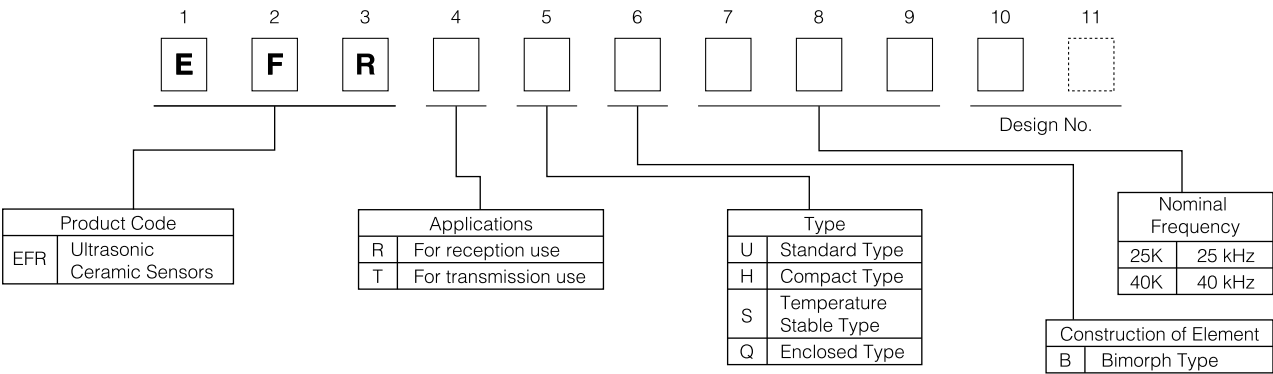 1 2 3 4 5 6 7 8 9 10 11
E F R
Design No.
Product Code
EFR Ultrasonic
Ceramic Sensors
Applications
R For reception use
T For transmission use
Type
U Standard Type
H Compact Type
S Temperature
Stable Type
Q Enclosed Type
Nominal
Frequency
25K 25 kHz
40K 40 kHz
Construction of Element
B Bimorph Type